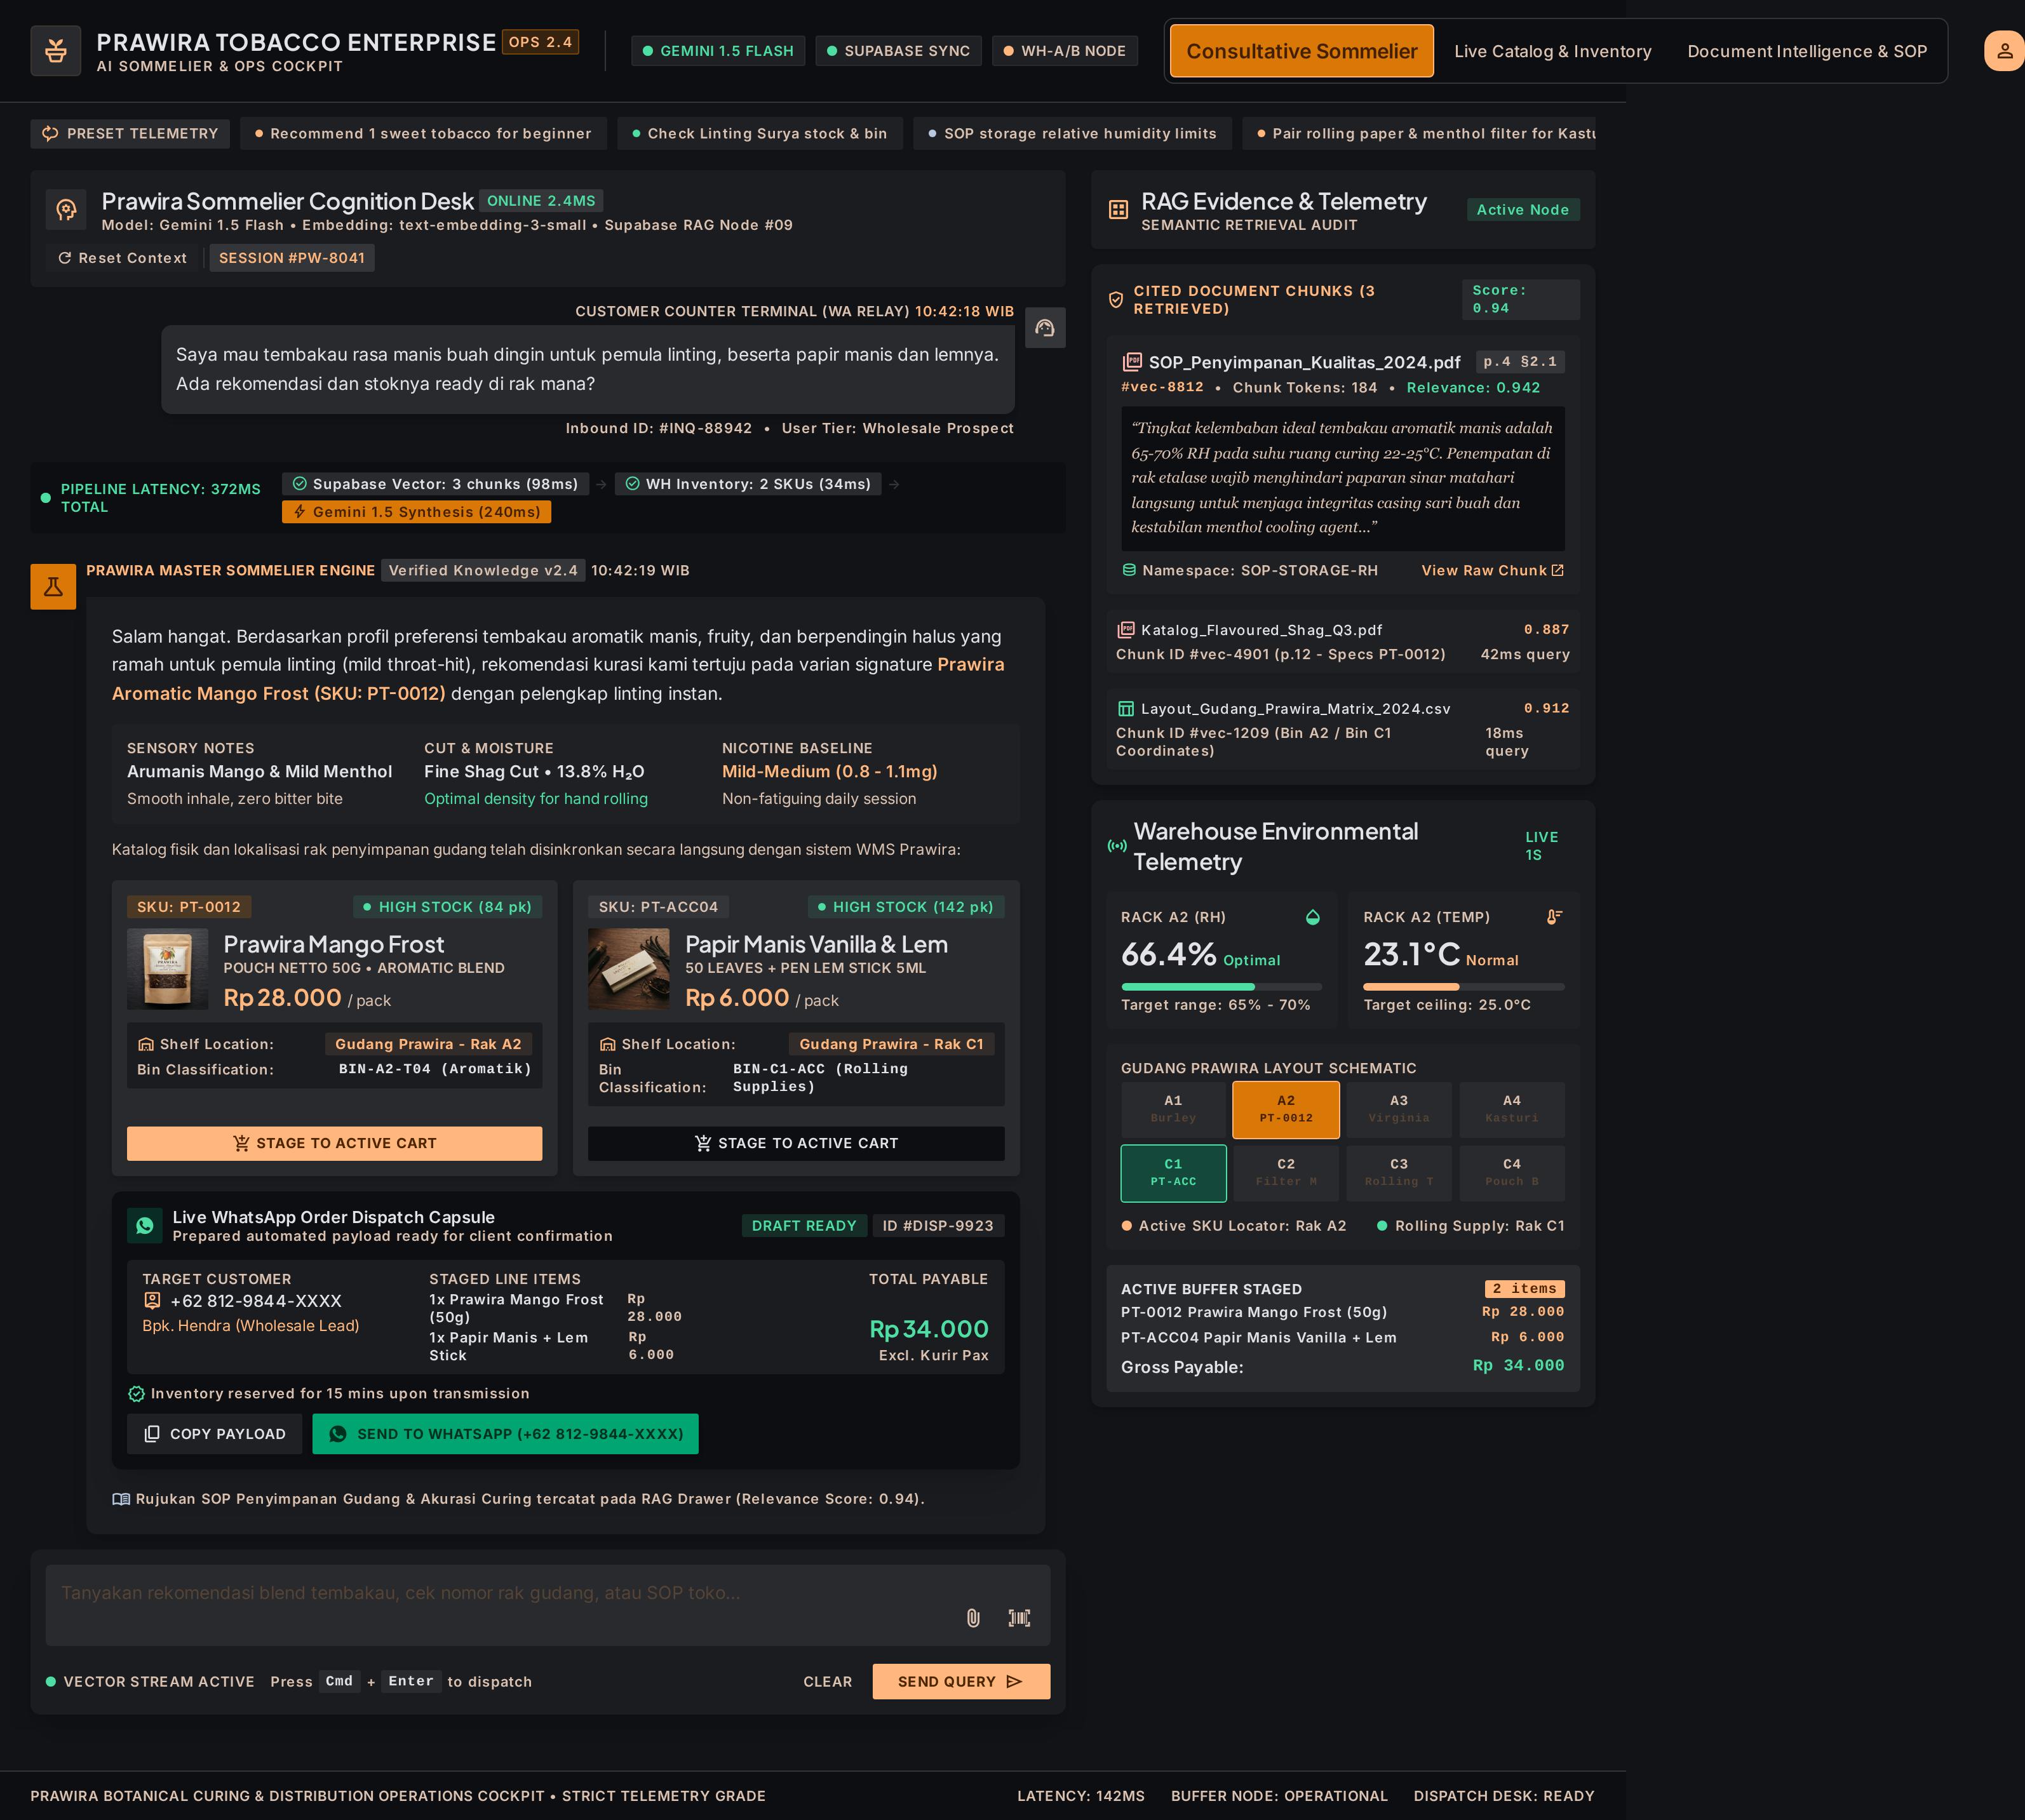 PRAWIRA TOBACCO ENTERPRISE OPS 2.4
AI SOMMELIER & OPS COCKPIT
GEMINI 1.5 FLASH
SUPABASE SYNC
WH-A/B NODE
Consultative Sommelier
Live Catalog & Inventory
Document Intelligence & SOP
PRESET TELEMETRY
Recommend 1 sweet tobacco for beginner
Check Linting Surya stock & bin
SOP storage relative humidity limits
Pair rolling paper & menthol filter for Kastu
Prawira Sommelier Cognition Desk ONLINE 2.4MS
Model: Gemini 1.5 Flash • Embedding: text-embedding-3-small • Supabase RAG Node #09
Reset Context
SESSION #PW-8041
CUSTOMER COUNTER TERMINAL (WA RELAY) 10:42:18 WIB
Saya mau tembakau rasa manis buah dingin untuk pemula linting, beserta papir manis dan lemnya.
Ada rekomendasi dan stoknya ready di rak mana?
Inbound ID: #INQ-88942 • User Tier: Wholesale Prospect
PIPELINE LATENCY: 372MS
TOTAL
Supabase Vector: 3 chunks (98ms) → WH Inventory: 2 SKUs (34ms) →
Gemini 1.5 Synthesis (240ms)
PRAWIRA MASTER SOMMELIER ENGINE Verified Knowledge v2.4 10:42:19 WIB
Salam hangat. Berdasarkan profil preferensi tembakau aromatik manis, fruity, dan berpendingin halus yang
ramah untuk pemula linting (mild throat-hit), rekomendasi kurasi kami tertuju pada varian signature Prawira
Aromatic Mango Frost (SKU: PT-0012) dengan pelengkap linting instan.
SENSORY NOTES
Arumanis Mango & Mild Menthol
Smooth inhale, zero bitter bite
CUT & MOISTURE
Fine Shag Cut • 13.8% H₂O
Optimal density for hand rolling
NICOTINE BASELINE
Mild-Medium (0.8 - 1.1mg)
Non-fatiguing daily session
Katalog fisik dan lokalisasi rak penyimpanan gudang telah disinkronkan secara langsung dengan sistem WMS Prawira:
SKU: PT-0012
HIGH STOCK (84 pk)
PRAWIRA
Prawira Mango Frost
POUCH NETTO 50G • AROMATIC BLEND
Rp 28.000 / pack
Shelf Location: Gudang Prawira - Rak A2
Bin Classification: BIN-A2-T04 (Aromatik)
STAGE TO ACTIVE CART
SKU: PT-ACC04
HIGH STOCK (142 pk)
Papir Manis Vanilla & Lem
50 LEAVES + PEN LEM STICK 5ML
Rp 6.000 / pack
Shelf Location: Gudang Prawira - Rak C1
Bin BIN-C1-ACC (Rolling
Classification: Supplies)
STAGE TO ACTIVE CART
Live WhatsApp Order Dispatch Capsule
Prepared automated payload ready for client confirmation
DRAFT READY
ID #DISP-9923
TARGET CUSTOMER
+62 812-9844-XXXX
Bpk. Hendra (Wholesale Lead)
STAGED LINE ITEMS
1x Prawira Mango Frost Rp
(50g) 28.000
1x Papir Manis + Lem Rp
Stick 6.000
TOTAL PAYABLE
Rp 34.000
Excl. Kurir Pax
Inventory reserved for 15 mins upon transmission
COPY PAYLOAD
SEND TO WHATSAPP (+62 812-9844-XXXX)
Rujukan SOP Penyimpanan Gudang & Akurasi Curing tercatat pada RAG Drawer (Relevance Score: 0.94).
Tanyakan rekomendasi blend tembakau, cek nomor rak gudang, atau SOP toko...
VECTOR STREAM ACTIVE Press Cmd + Enter to dispatch
CLEAR
SEND QUERY
RAG Evidence & Telemetry
SEMANTIC RETRIEVAL AUDIT
Active Node
CITED DOCUMENT CHUNKS (3
RETRIEVED)
Score:
0.94
PDF
SOP_Penyimpanan_Kualitas_2024.pdf p.4 §2.1
#vec-8812 • Chunk Tokens: 184 • Relevance: 0.942
“Tingkat kelembaban ideal tembakau aromatik manis adalah
65-70% RH pada suhu ruang curing 22-25°C. Penempatan di
rak etalase wajib menghindari paparan sinar matahari
langsung untuk menjaga integritas casing sari buah dan
kestabilan menthol cooling agent...”
Namespace: SOP-STORAGE-RH
View Raw Chunk
PDF
Katalog_Flavoured_Shag_Q3.pdf 0.887
Chunk ID #vec-4901 (p.12 - Specs PT-0012) 42ms query
Layout_Gudang_Prawira_Matrix_2024.csv 0.912
Chunk ID #vec-1209 (Bin A2 / Bin C1 18ms
Coordinates) query
Warehouse Environmental
Telemetry
LIVE
1S
RACK A2 (RH)
66.4% Optimal
Target range: 65% - 70%
RACK A2 (TEMP)
23.1°C Normal
Target ceiling: 25.0°C
GUDANG PRAWIRA LAYOUT SCHEMATIC
A1
Burley
A2
PT-0012
A3
Virginia
A4
Kasturi
C1
PT-ACC
C2
Filter M
C3
Rolling T
C4
Pouch B
Active SKU Locator: Rak A2
Rolling Supply: Rak C1
ACTIVE BUFFER STAGED 2 items
PT-0012 Prawira Mango Frost (50g) Rp 28.000
PT-ACC04 Papir Manis Vanilla + Lem Rp 6.000
Gross Payable: Rp 34.000
PRAWIRA BOTANICAL CURING & DISTRIBUTION OPERATIONS COCKPIT • STRICT TELEMETRY GRADE
LATENCY: 142MS
BUFFER NODE: OPERATIONAL
DISPATCH DESK: READY